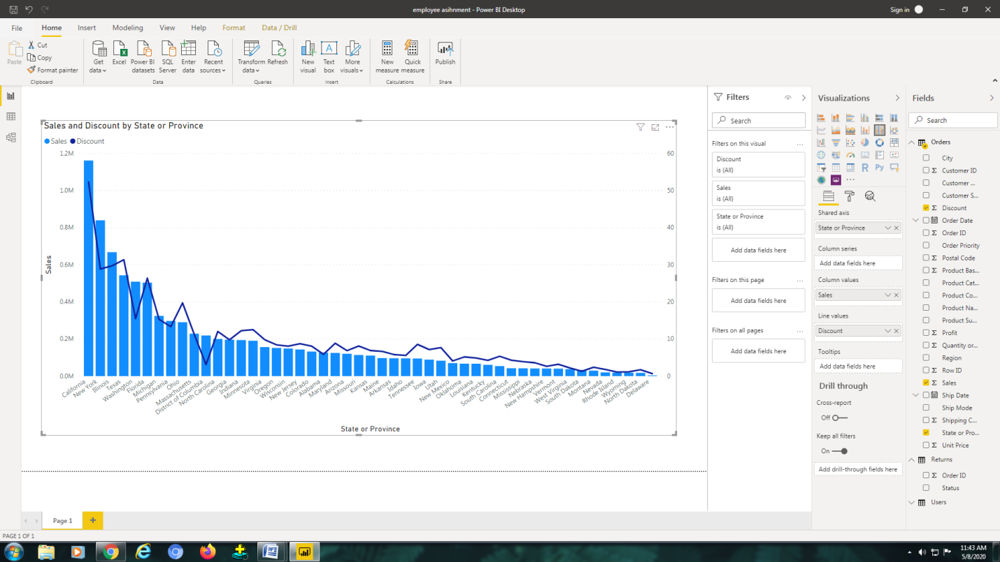 employee asihnment - Power BI Desktop
Sign in
File Home Insert Modeling View Help Format Data / Drill
Paste
Cut
Copy
Format painter
Clipboard
Get data
Excel
Power BI datasets
SQL Server
Enter data
Recent sources
Data
Transform data
Refresh
Queries
New visual
Text box
More visuals
Insert
New measure
Quick measure
Calculations
Publish
Share
Sales and Discount by State or Province
Sales Discount
1.2M
1.0M
0.8M
0.6M
0.4M
0.2M
0.0M
Sales
60
50
40
30
20
10
0
California
New York
Illinois
Texas
Washington
Florida
Michigan
Pennsylvania
Ohio
Massachusetts
District of Columbia
North Carolina
Georgia
Indiana
Minnesota
Virginia
Oregon
Wisconsin
New Jersey
Colorado
Alabama
Maryland
Arizona
Missouri
Kansas
Maine
Arkansas
Idaho
Tennessee
Iowa
Utah
New Mexico
Oklahoma
Louisiana
Kentucky
South Carolina
Connecticut
Mississippi
Nebraska
New Hampshire
Vermont
West Virginia
South Dakota
Montana
Nevada
Rhode Island
Wyoming
North Dakota
Delaware
State or Province
Filters
Search
Filters on this visual
Discount
is (All)
Sales
is (All)
State or Province
is (All)
Add data fields here
Filters on this page
Add data fields here
Filters on all pages
Add data fields here
Visualizations
R Py
Shared axis
State or Province
Column series
Add data fields here
Column values
Sales
Line values
Discount
Tooltips
Add data fields here
Drill through
Cross-report
Off
Keep all filters
On
Add drill-through fields here
Fields
Search
Orders
City
Customer ID
Customer ...
Customer S...
Discount
Order Date
Order ID
Order Priority
Postal Code
Product Bas...
Product Cat...
Product Co...
Product Na...
Product Su...
Profit
Quantity or...
Region
Row ID
Sales
Ship Date
Ship Mode
Shipping C...
State or Pro...
Unit Price
Returns
Order ID
Status
Users
Page 1
PAGE 1 OF 1
11:43 AM
5/8/2020